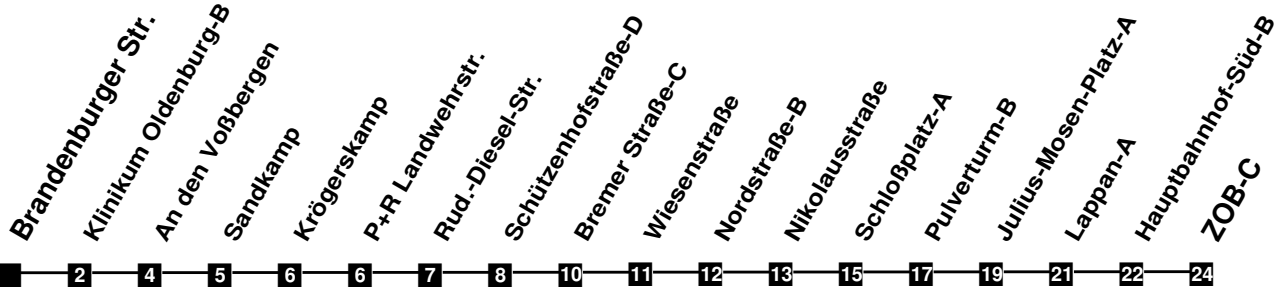 Brandenburger Str.
Klinikum Oldenburg-B
An den Voßbergen
Sandkamp
Krögerskamp
P+R Landwehrstr.
Rud.-Diesel-Str.
Schützenhofstraße-D
Bremer Straße-C
Wiesenstraße
Nordstraße-B
Nikolausstraße
Schloßplatz-A
Pulverturm-B
Julius-Mosen-Platz-A
Lappan-A
Hauptbahnhof-Süd-B
ZOB-C
2 4 5 6 6 7 8 10 11 12 13 15 17 19 21 22 24